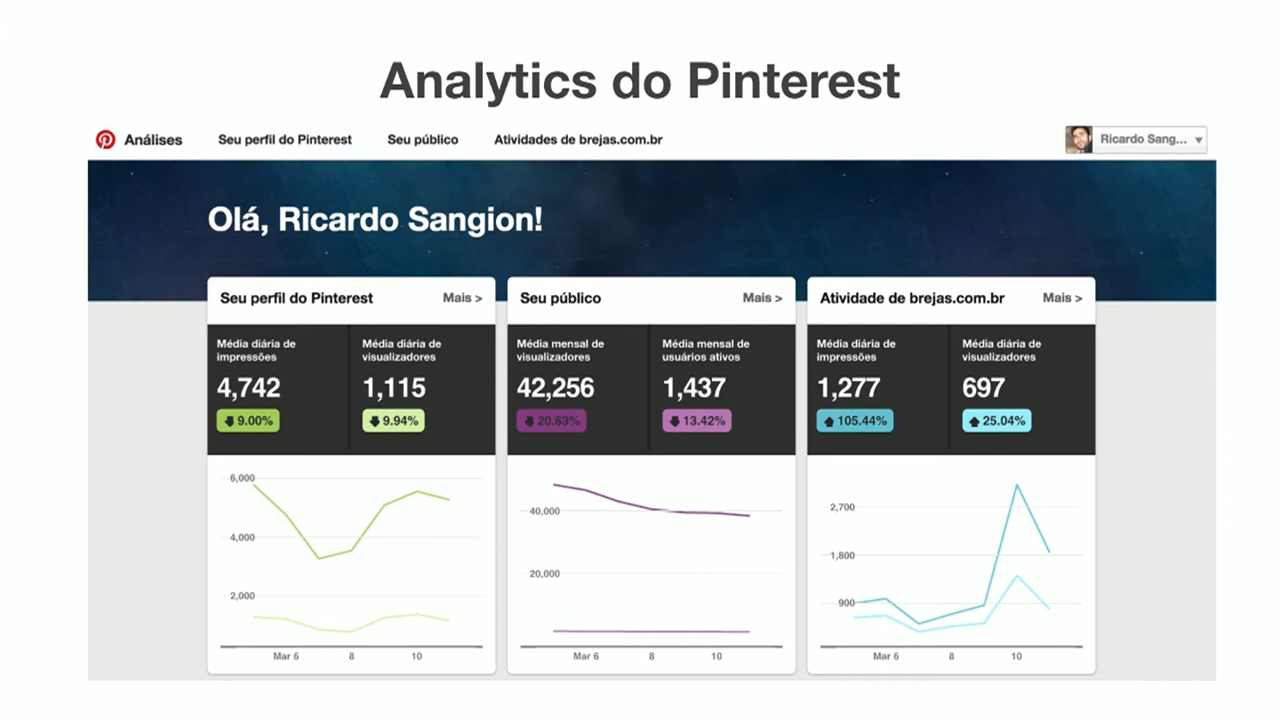 Analytics do Pinterest
Análises
Seu perfil do Pinterest
Seu público
Atividades de brejas.com.br
Ricardo Sang...
Olá, Ricardo Sangion!
Seu perfil do Pinterest
Mais >
Média diária de
impressões
4,742
9.00%
Média diária de
visualizadores
1,115
9.94%
6,000
4,000
2,000
Mar 6
8
10
Seu público
Mais >
Média mensal de
visualizadores
42,256
20.63%
Média mensal de
usuários ativos
1,437
13.42%
40,000
20,000
Mar 6
8
10
Atividade de brejas.com.br
Mais >
Média diária de
impressões
1,277
105.44%
Média diária de
visualizadores
697
25.04%
2,700
1,800
900
Mar 6
8
10